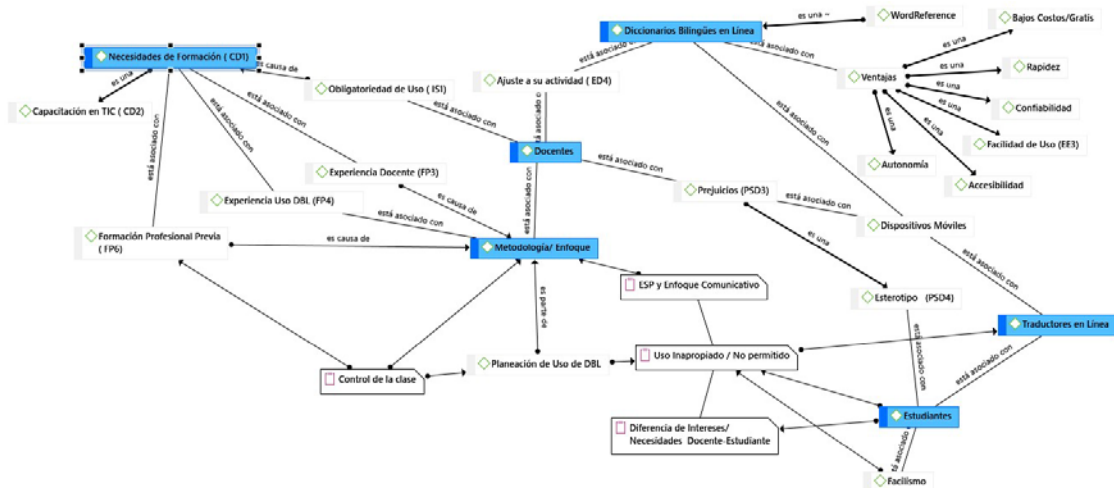 WordReference
es una ~
Bajos Costos/Gratis
Diccionarios Bilingües en Línea
es una
Necesidades de Formación ( CD1)
está asociado con
está asociado con
es causa de
es una
Rapidez
es una
Ajuste a su actividad ( ED4)
Ventajas
Obligatoriedad de Uso ( ISI)
es una
Capacitación en TIC ( CD2)
Confiabilidad
está asociado con
está asociado con
es una
es una
Facilidad de Uso (EE3)
es una
está asociado con
Docentes
Autonomía
está asociado con
está asociado con
Accesibilidad
está asociado con
Experiencia Docente (FP3)
Prejuicios (PSD3)
está asociado con
Experiencia Uso DBL (FP4)
es causa de
está asociado con
está asociado con
Dispositivos Móviles
Formación Profesional Previa
( FP6)
es causa de
Metodología/ Enfoque
es una
está asociado con
ESP y Enfoque Comunicativo
Esterotipo (PSD4)
es parte de
Traductores en Línea
Uso Inapropiado / No permitido
está asociado con
Planeación de Uso de DBL
está asociado con
Control de la clase
Estudiantes
Diferencia de Intereses/
Necesidades Docente-Estudiante
está asociado
Facilismo